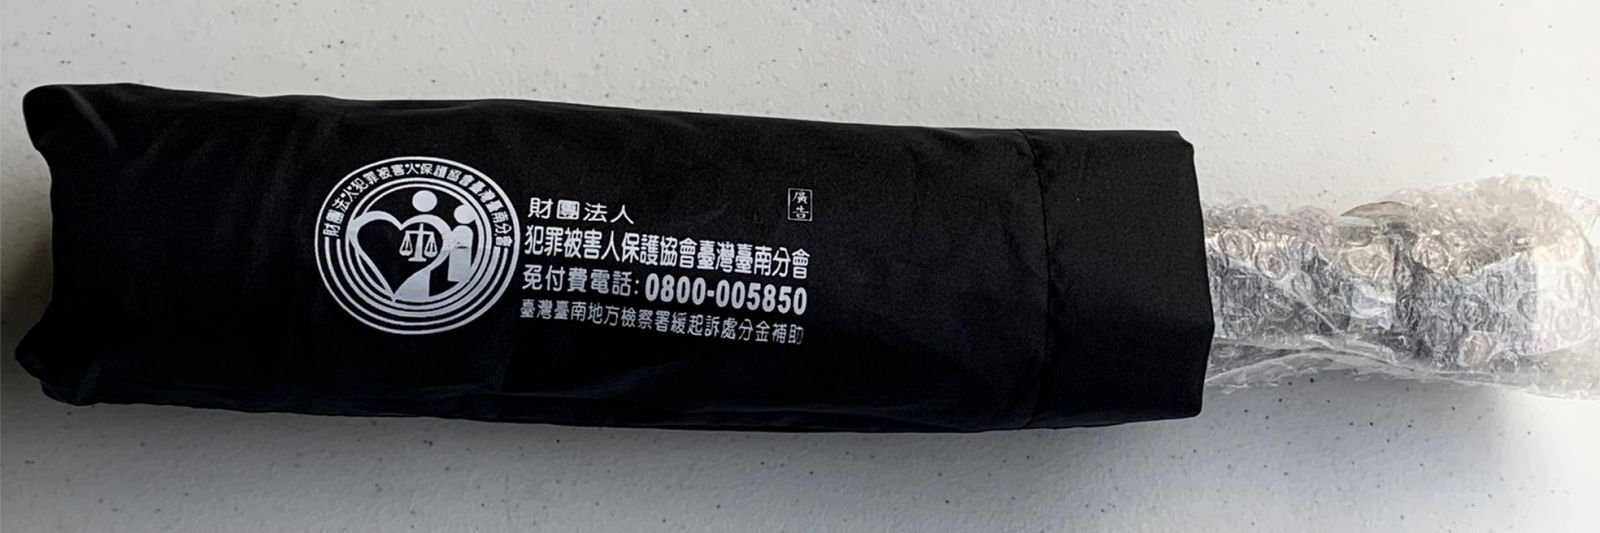 財團法人犯罪被害人保護協會臺灣臺南分會
財團法人
廣告
犯罪被害人保護協會臺灣臺南分會
免付費電話:0800-005850
臺灣臺南地方檢察署緩起訴處分金補助